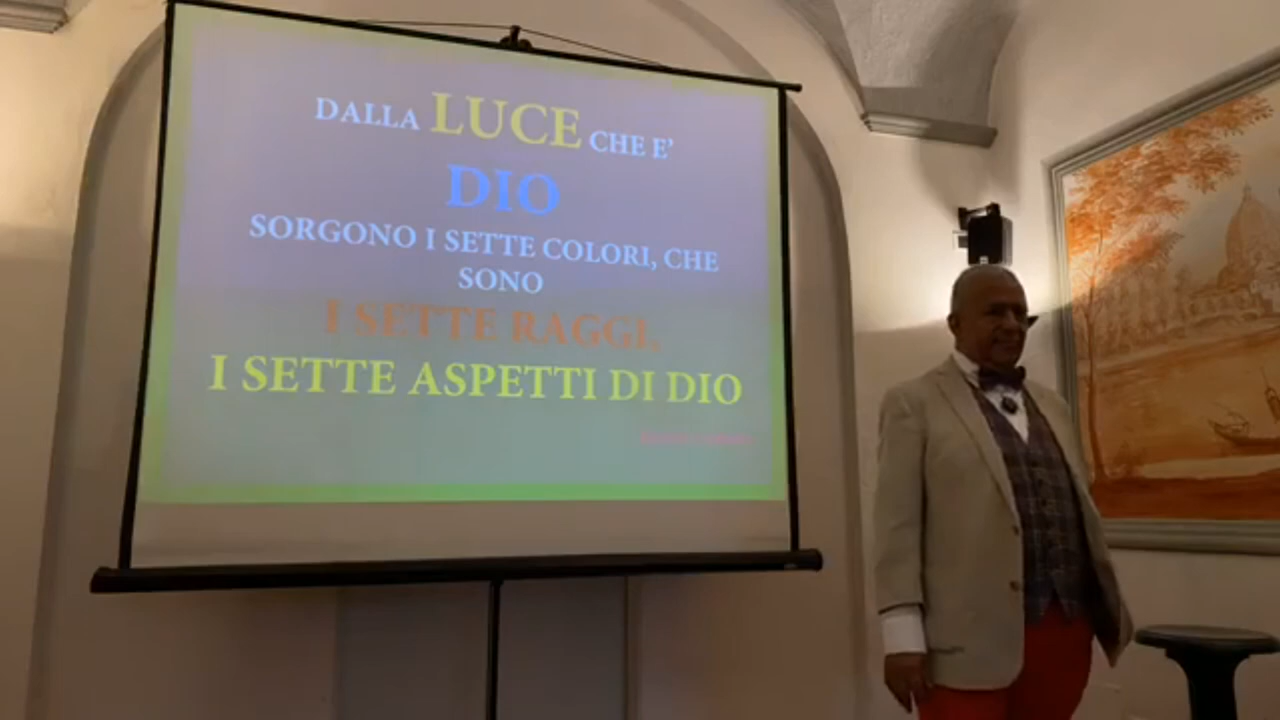 DALLA LUCE CHE E'
DIO
SORGONO I SETTE COLORI, CHE
SONO
I SETTE RAGGI,
I SETTE ASPETTI DI DIO